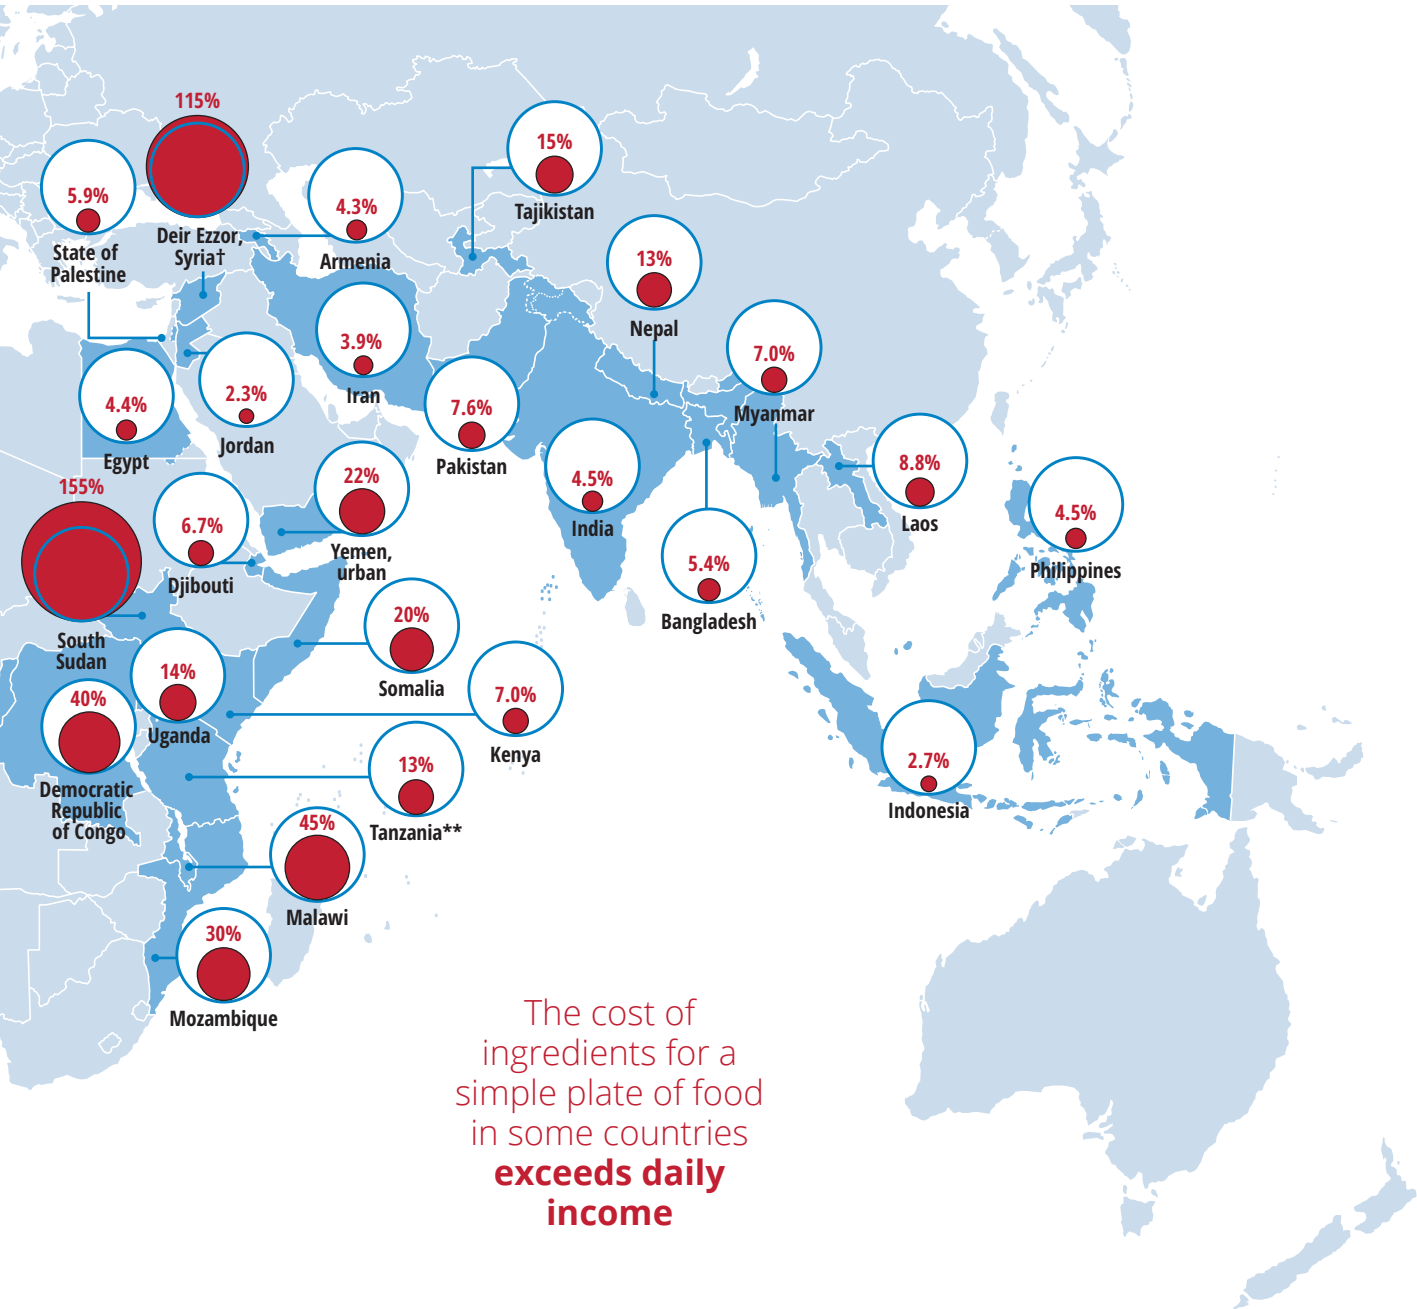 115%
Deir Ezzor,
Syria†
5.9%
State of
Palestine
4.3%
Armenia
15%
Tajikistan
13%
Nepal
3.9%
Iran
7.0%
Myanmar
4.4%
Egypt
2.3%
Jordan
7.6%
Pakistan
4.5%
India
8.8%
Laos
4.5%
Philippines
155%
South
Sudan
6.7%
Djibouti
22%
Yemen,
urban
5.4%
Bangladesh
20%
Somalia
14%
Uganda
40%
Democratic
Republic
of Congo
7.0%
Kenya
13%
Tanzania**
2.7%
Indonesia
45%
Malawi
30%
Mozambique
The cost of
ingredients for a
simple plate of food
in some countries
exceeds daily
income